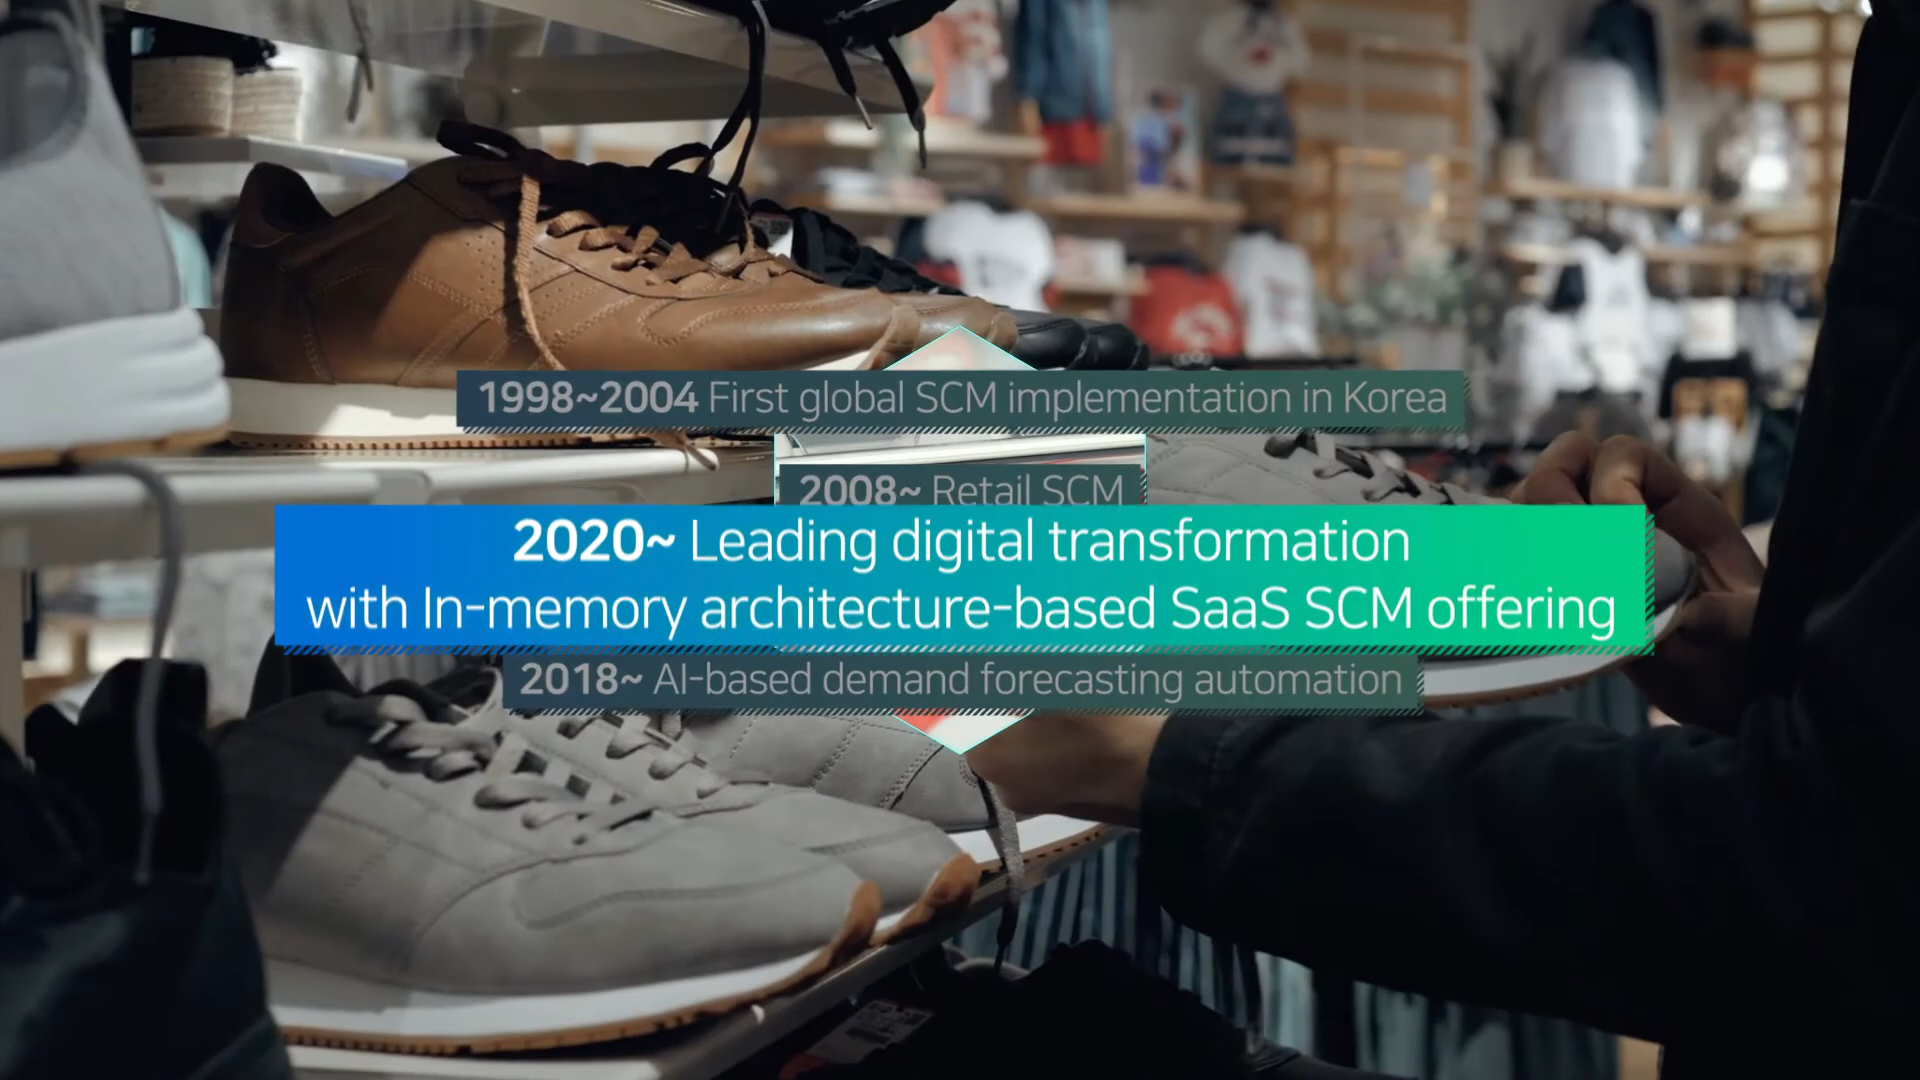 1998~2004 First global SCM implementation in Korea
2008~ Retail SCM
2020~ Leading digital transformation
with In-memory architecture-based SaaS SCM offering
2018~ AI-based demand forecasting automation